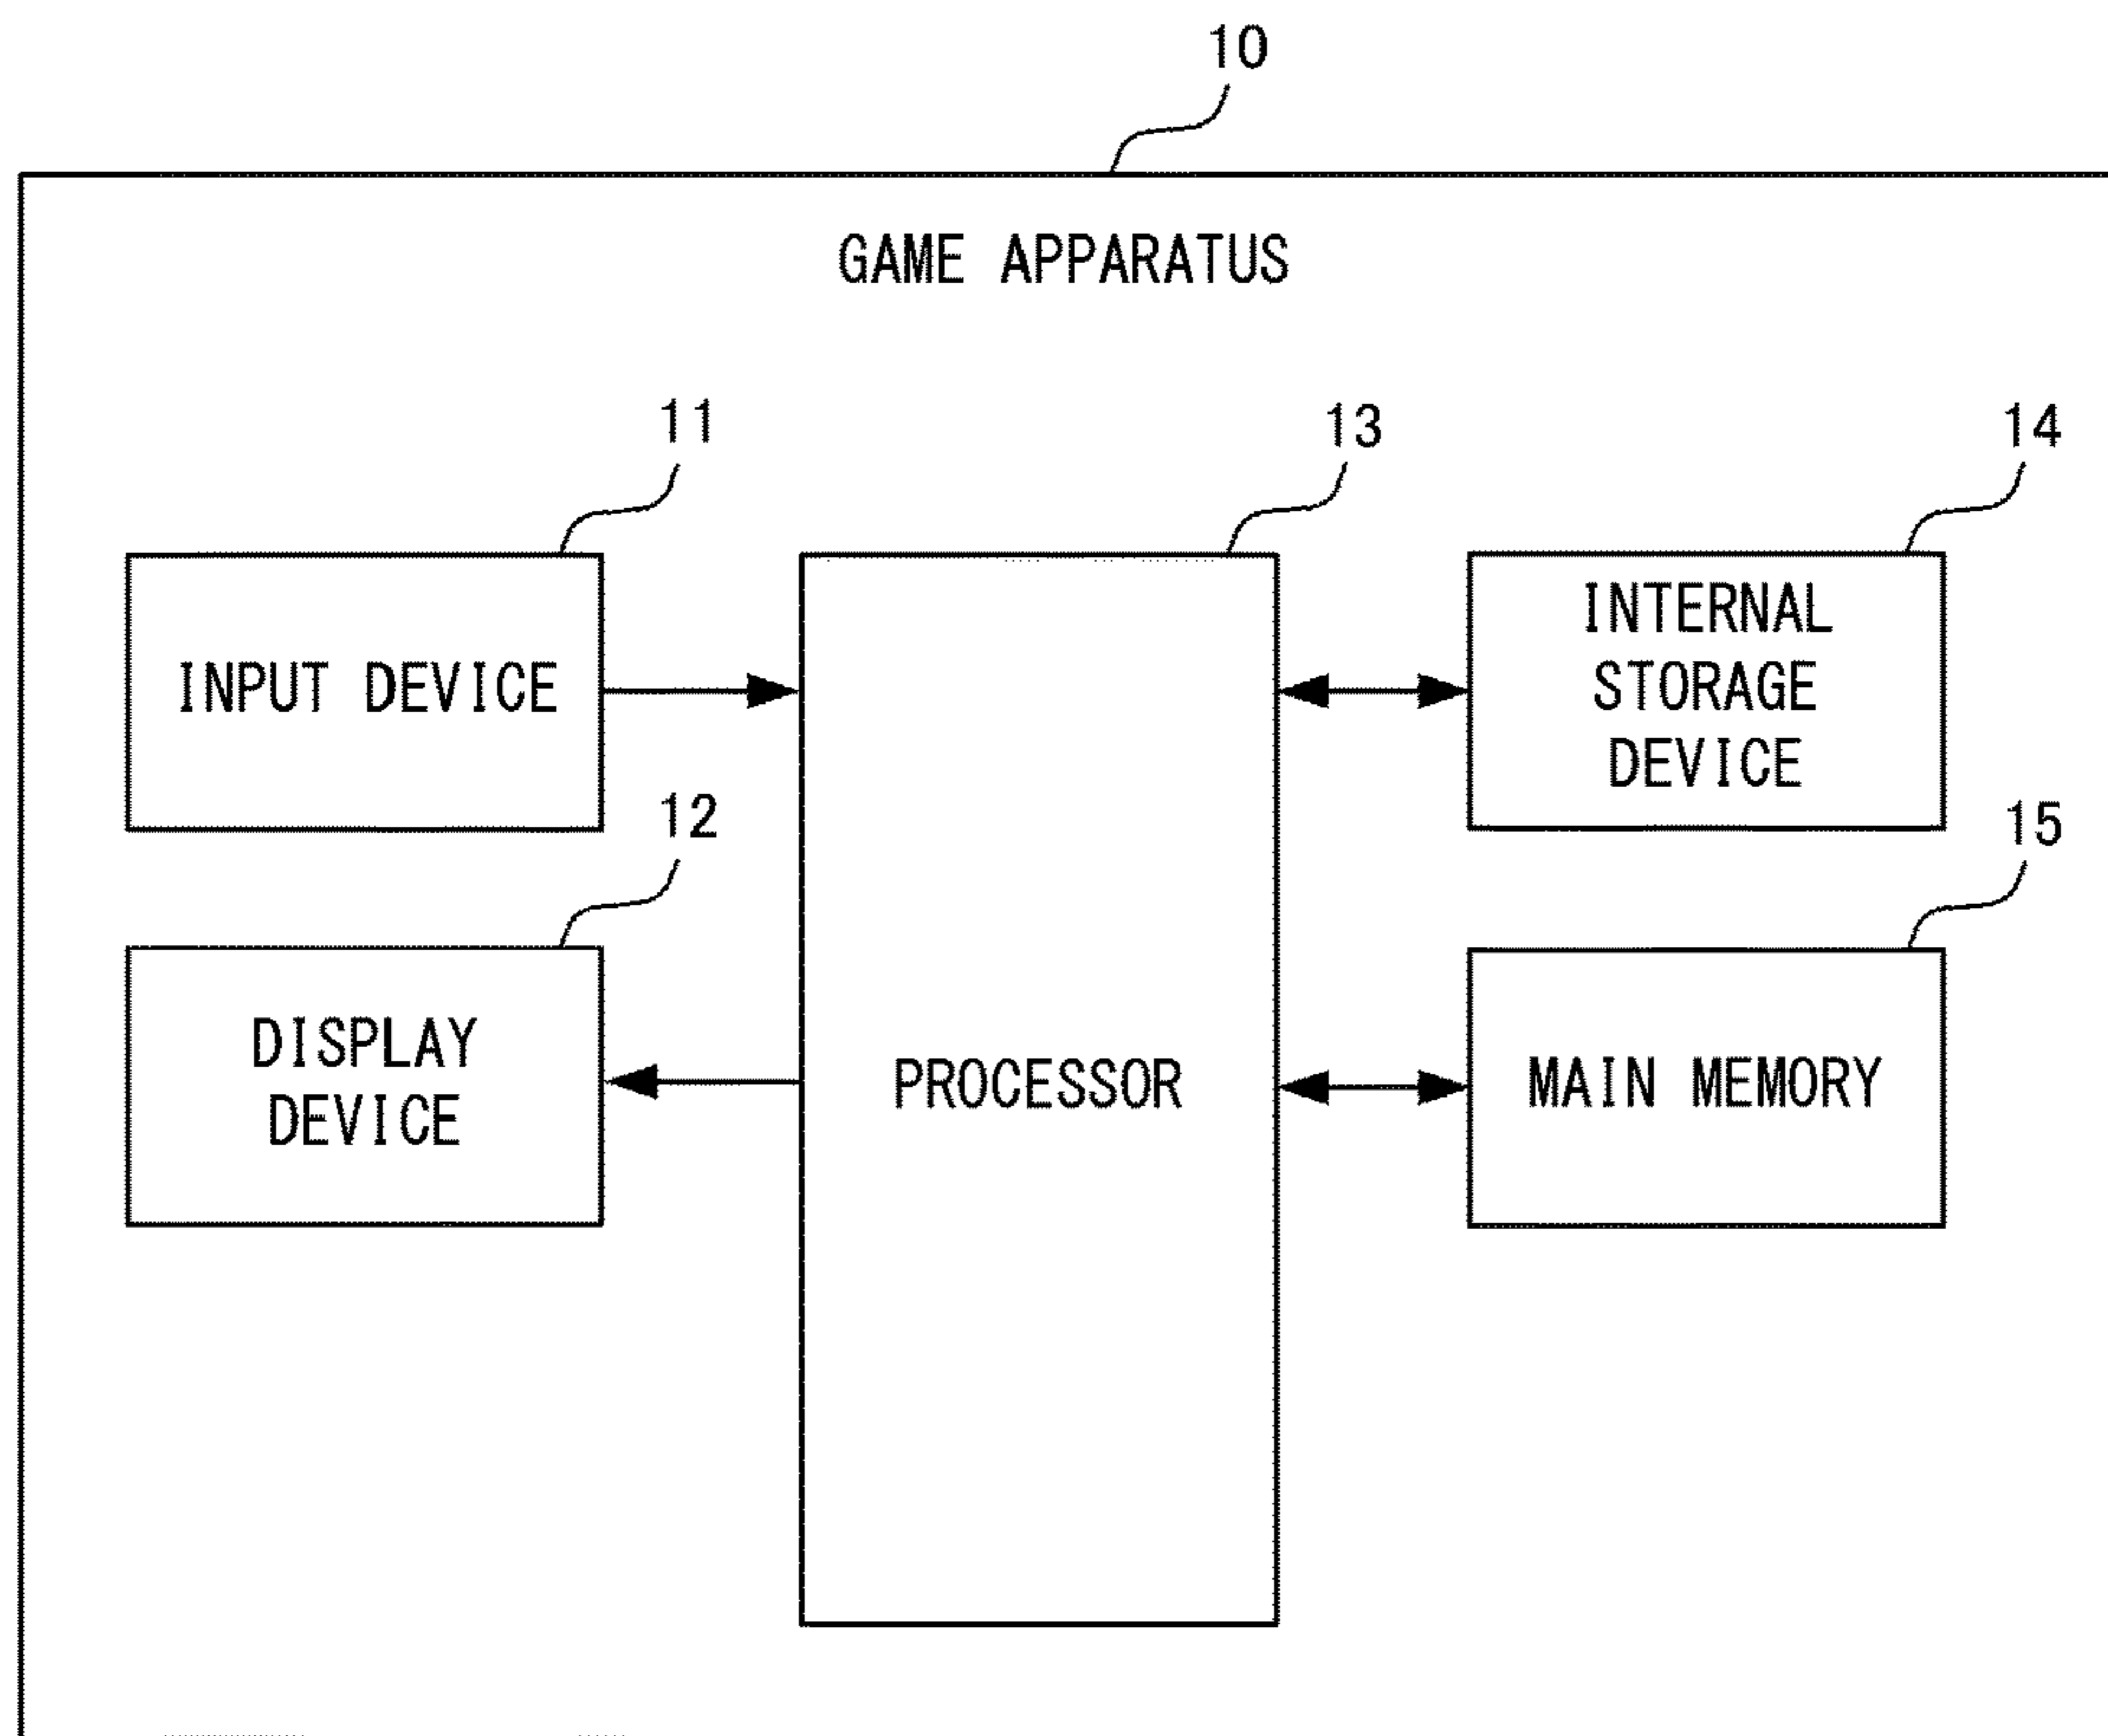 10
GAME APPARATUS
11
13
14
INPUT DEVICE
INTERNAL
STORAGE
DEVICE
12
15
DISPLAY
DEVICE
PROCESSOR
MAIN MEMORY